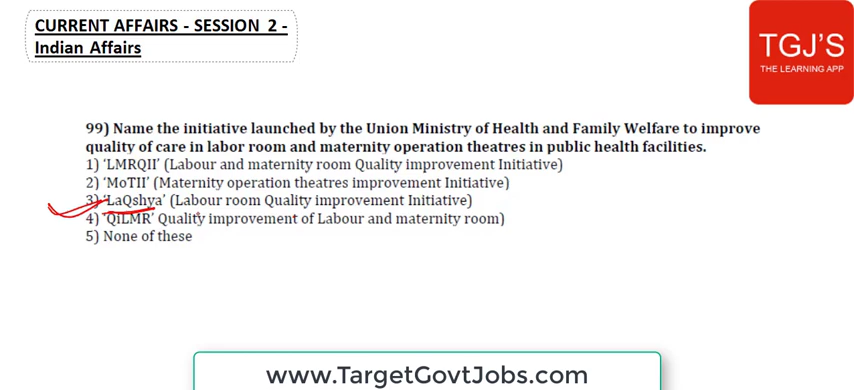 CURRENT AFFAIRS - SESSION 2 -
Indian Affairs
TGJ'S
THE LEARNING APP
99) Name the initiative launched by the Union Ministry of Health and Family Welfare to improve
quality of care in labor room and maternity operation theatres in public health facilities.
1) 'LMRQII' (Labour and maternity room Quality improvement Initiative)
2) 'MoTII' (Maternity operation theatres improvement Initiative)
3) 'LaQshya' (Labour room Quality improvement Initiative)
4) 'QiLMR' Quality improvement of Labour and maternity room)
5) None of these
www.TargetGovtJobs.com